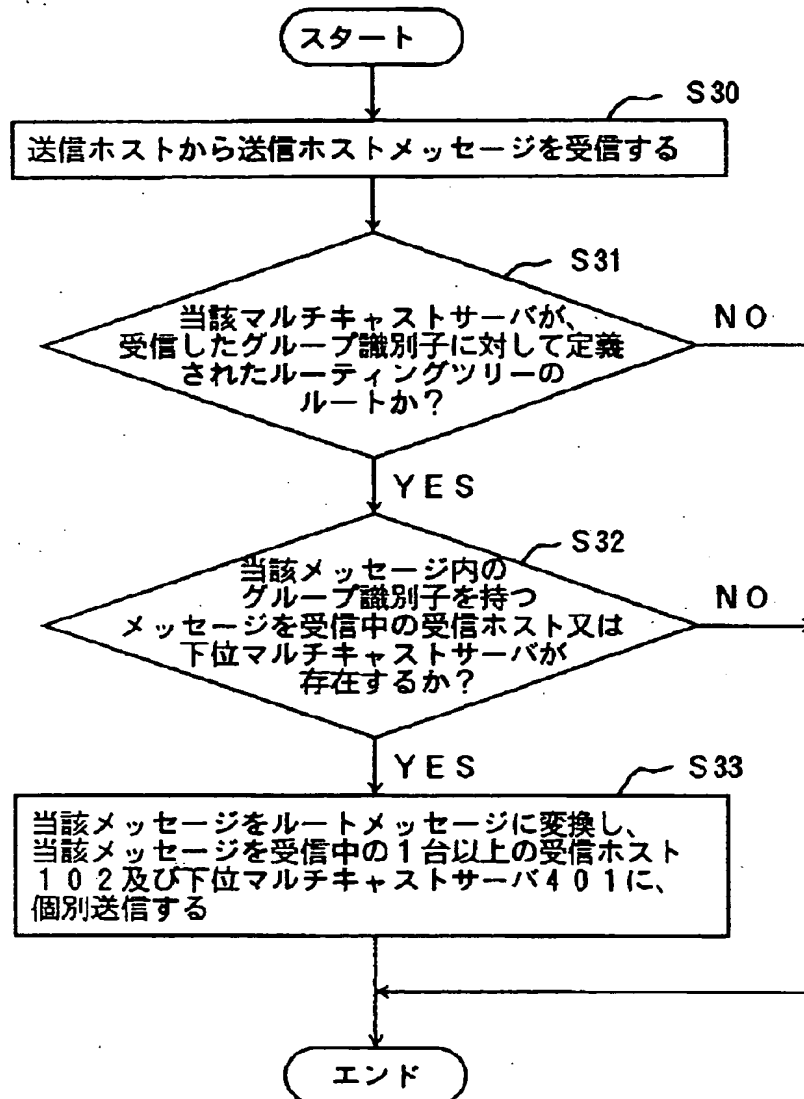 スタート
S30
送信ホストから送信ホストメッセージを受信する
S31
当該マルチキャストサーバが、
受信したグループ識別子に対して定義
されたルーティングツリーの
ルートか?
NO
YES
S32
当該メッセージ内の
グループ識別子を持つ
メッセージを受信中の受信ホスト又は
下位マルチキャストサーバが
存在するか?
NO
YES
S33
当該メッセージをルートメッセージに変換し、
当該メッセージを受信中の1台以上の受信ホスト
102及び下位マルチキャストサーバ401に、
個別送信する
エンド